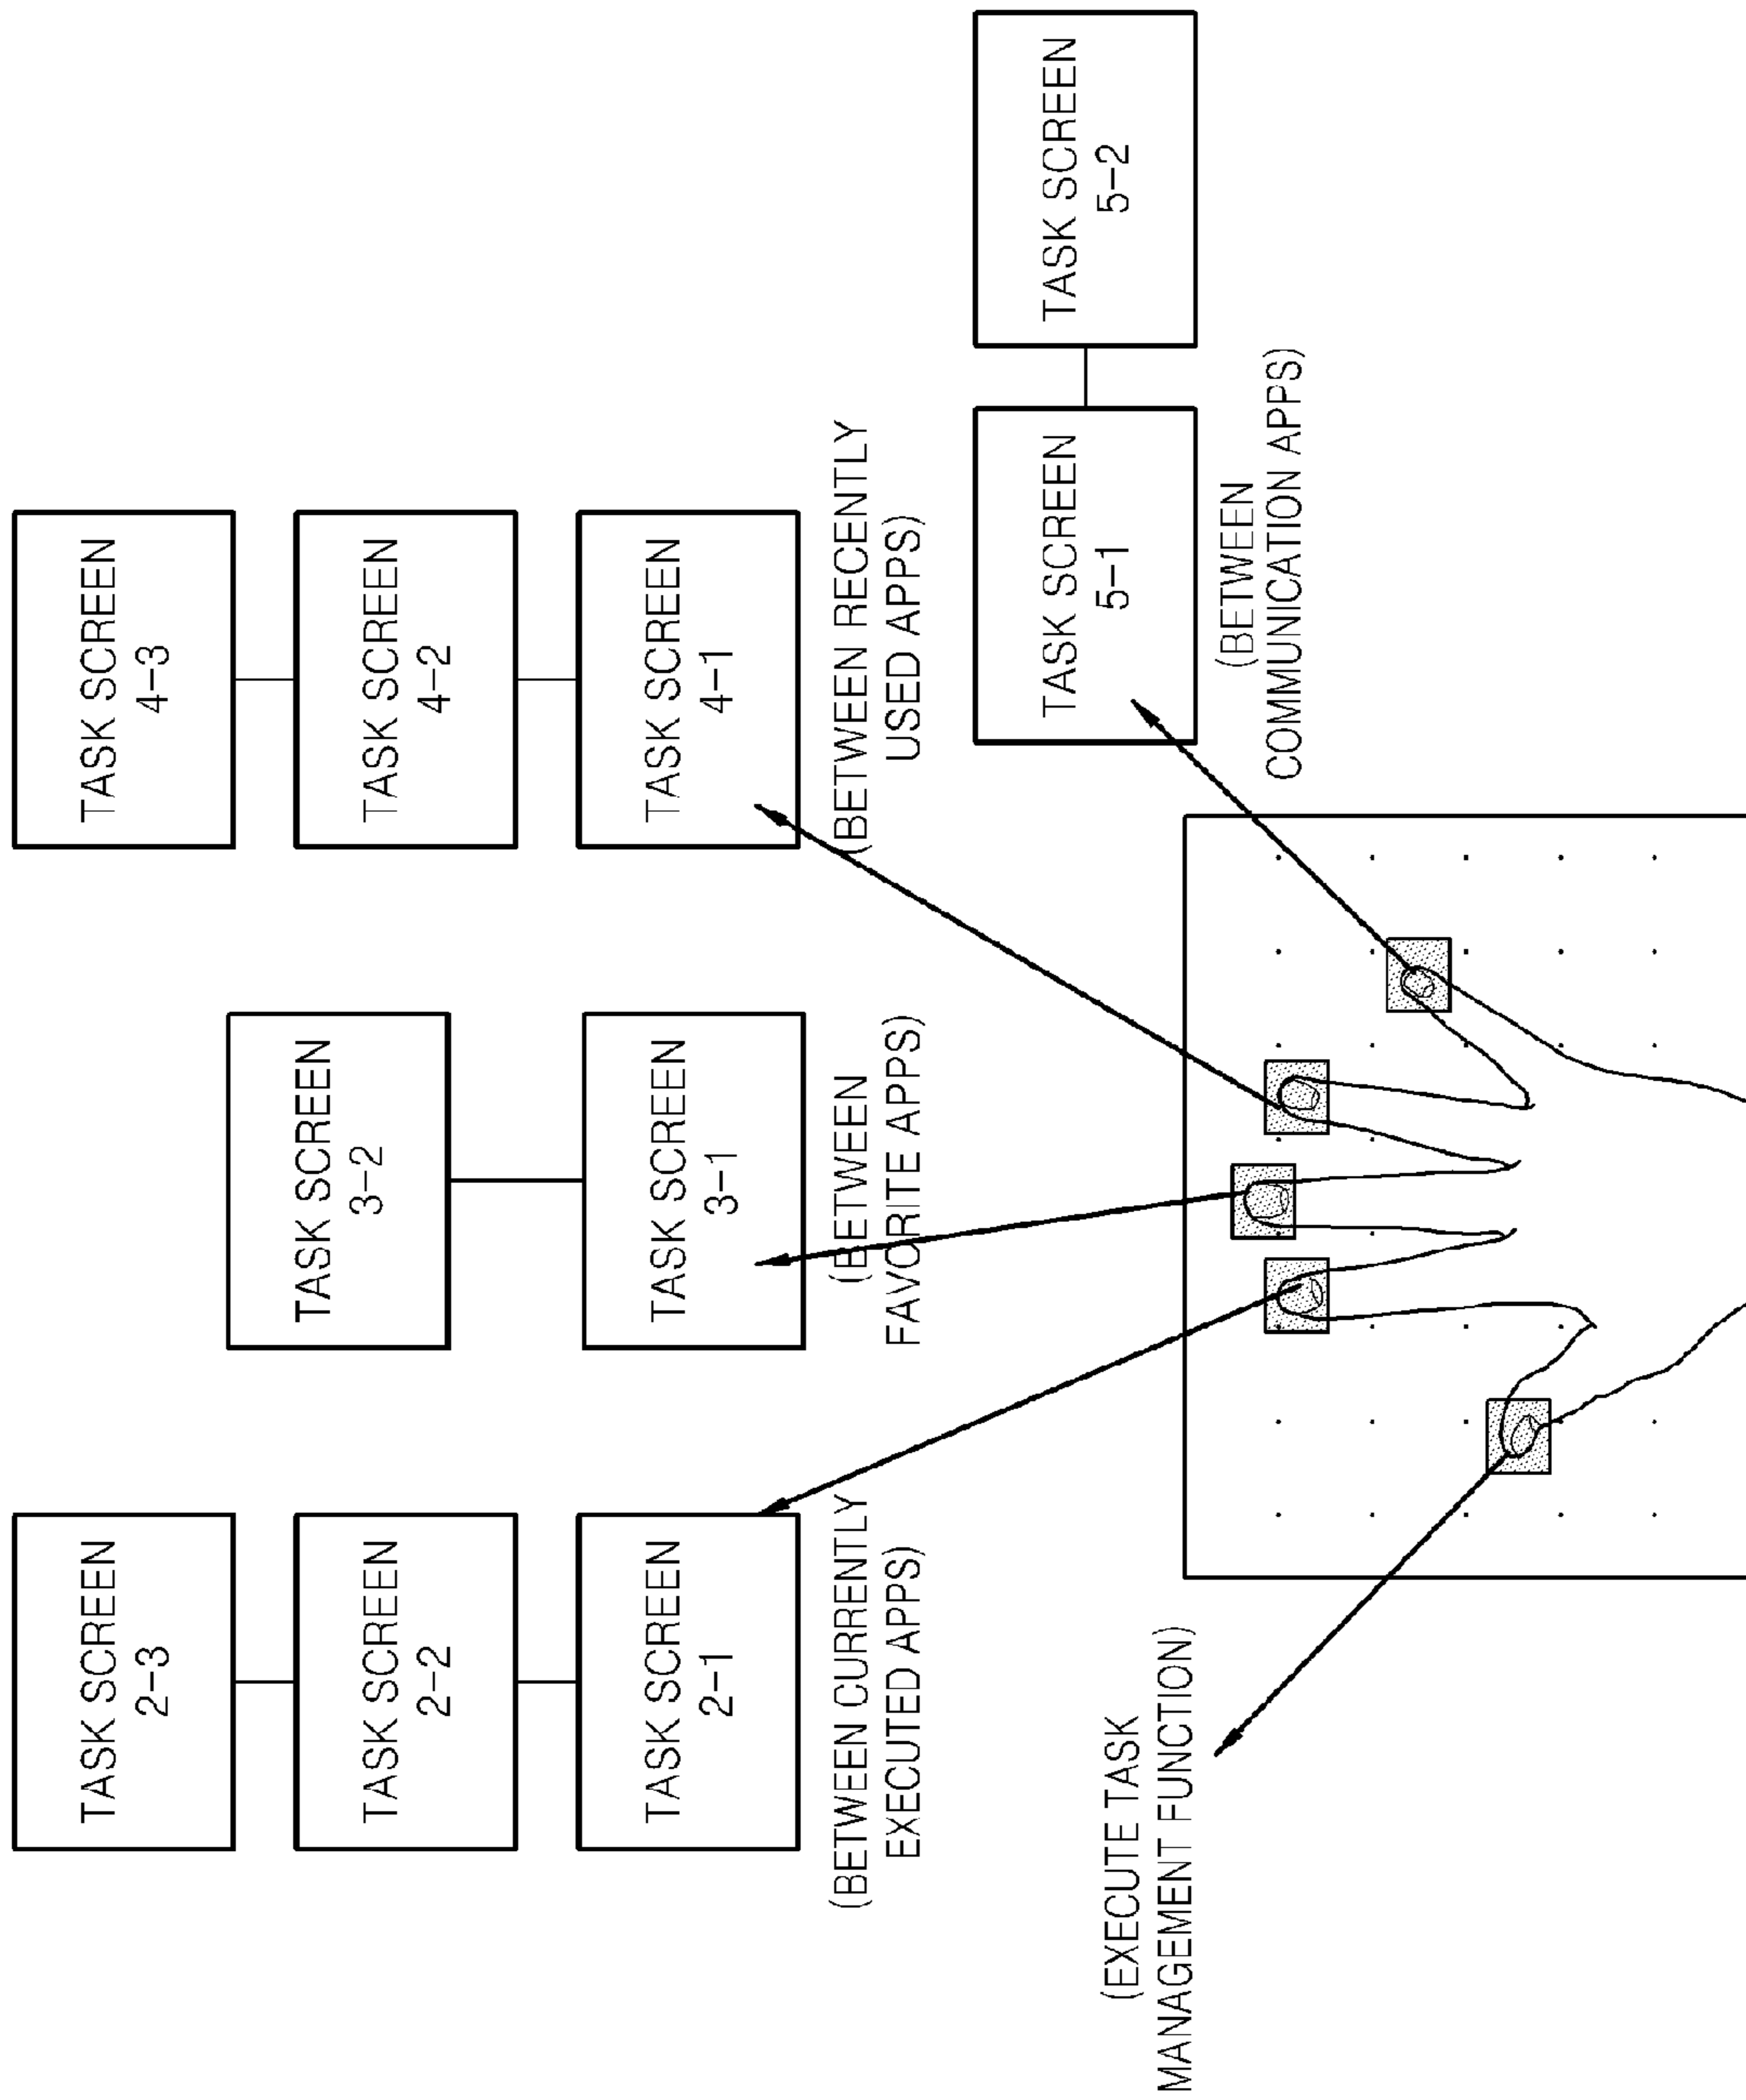 TASK SCREEN
2-3
TASK SCREEN
2-2
TASK SCREEN
2-1
(BETWEEN CURRENTLY
EXECUTED APPS)
TASK SCREEN
3-2
TASK SCREEN
3-1
(BETWEEN
FAVORITE APPS)
TASK SCREEN
4-3
TASK SCREEN
4-2
TASK SCREEN
4-1
(BETWEEN RECENTLY
USED APPS)
TASK SCREEN
5-1
TASK SCREEN
5-2
(BETWEEN
COMMUNICATION APPS)
(EXECUTE TASK
MANAGEMENT FUNCTION)